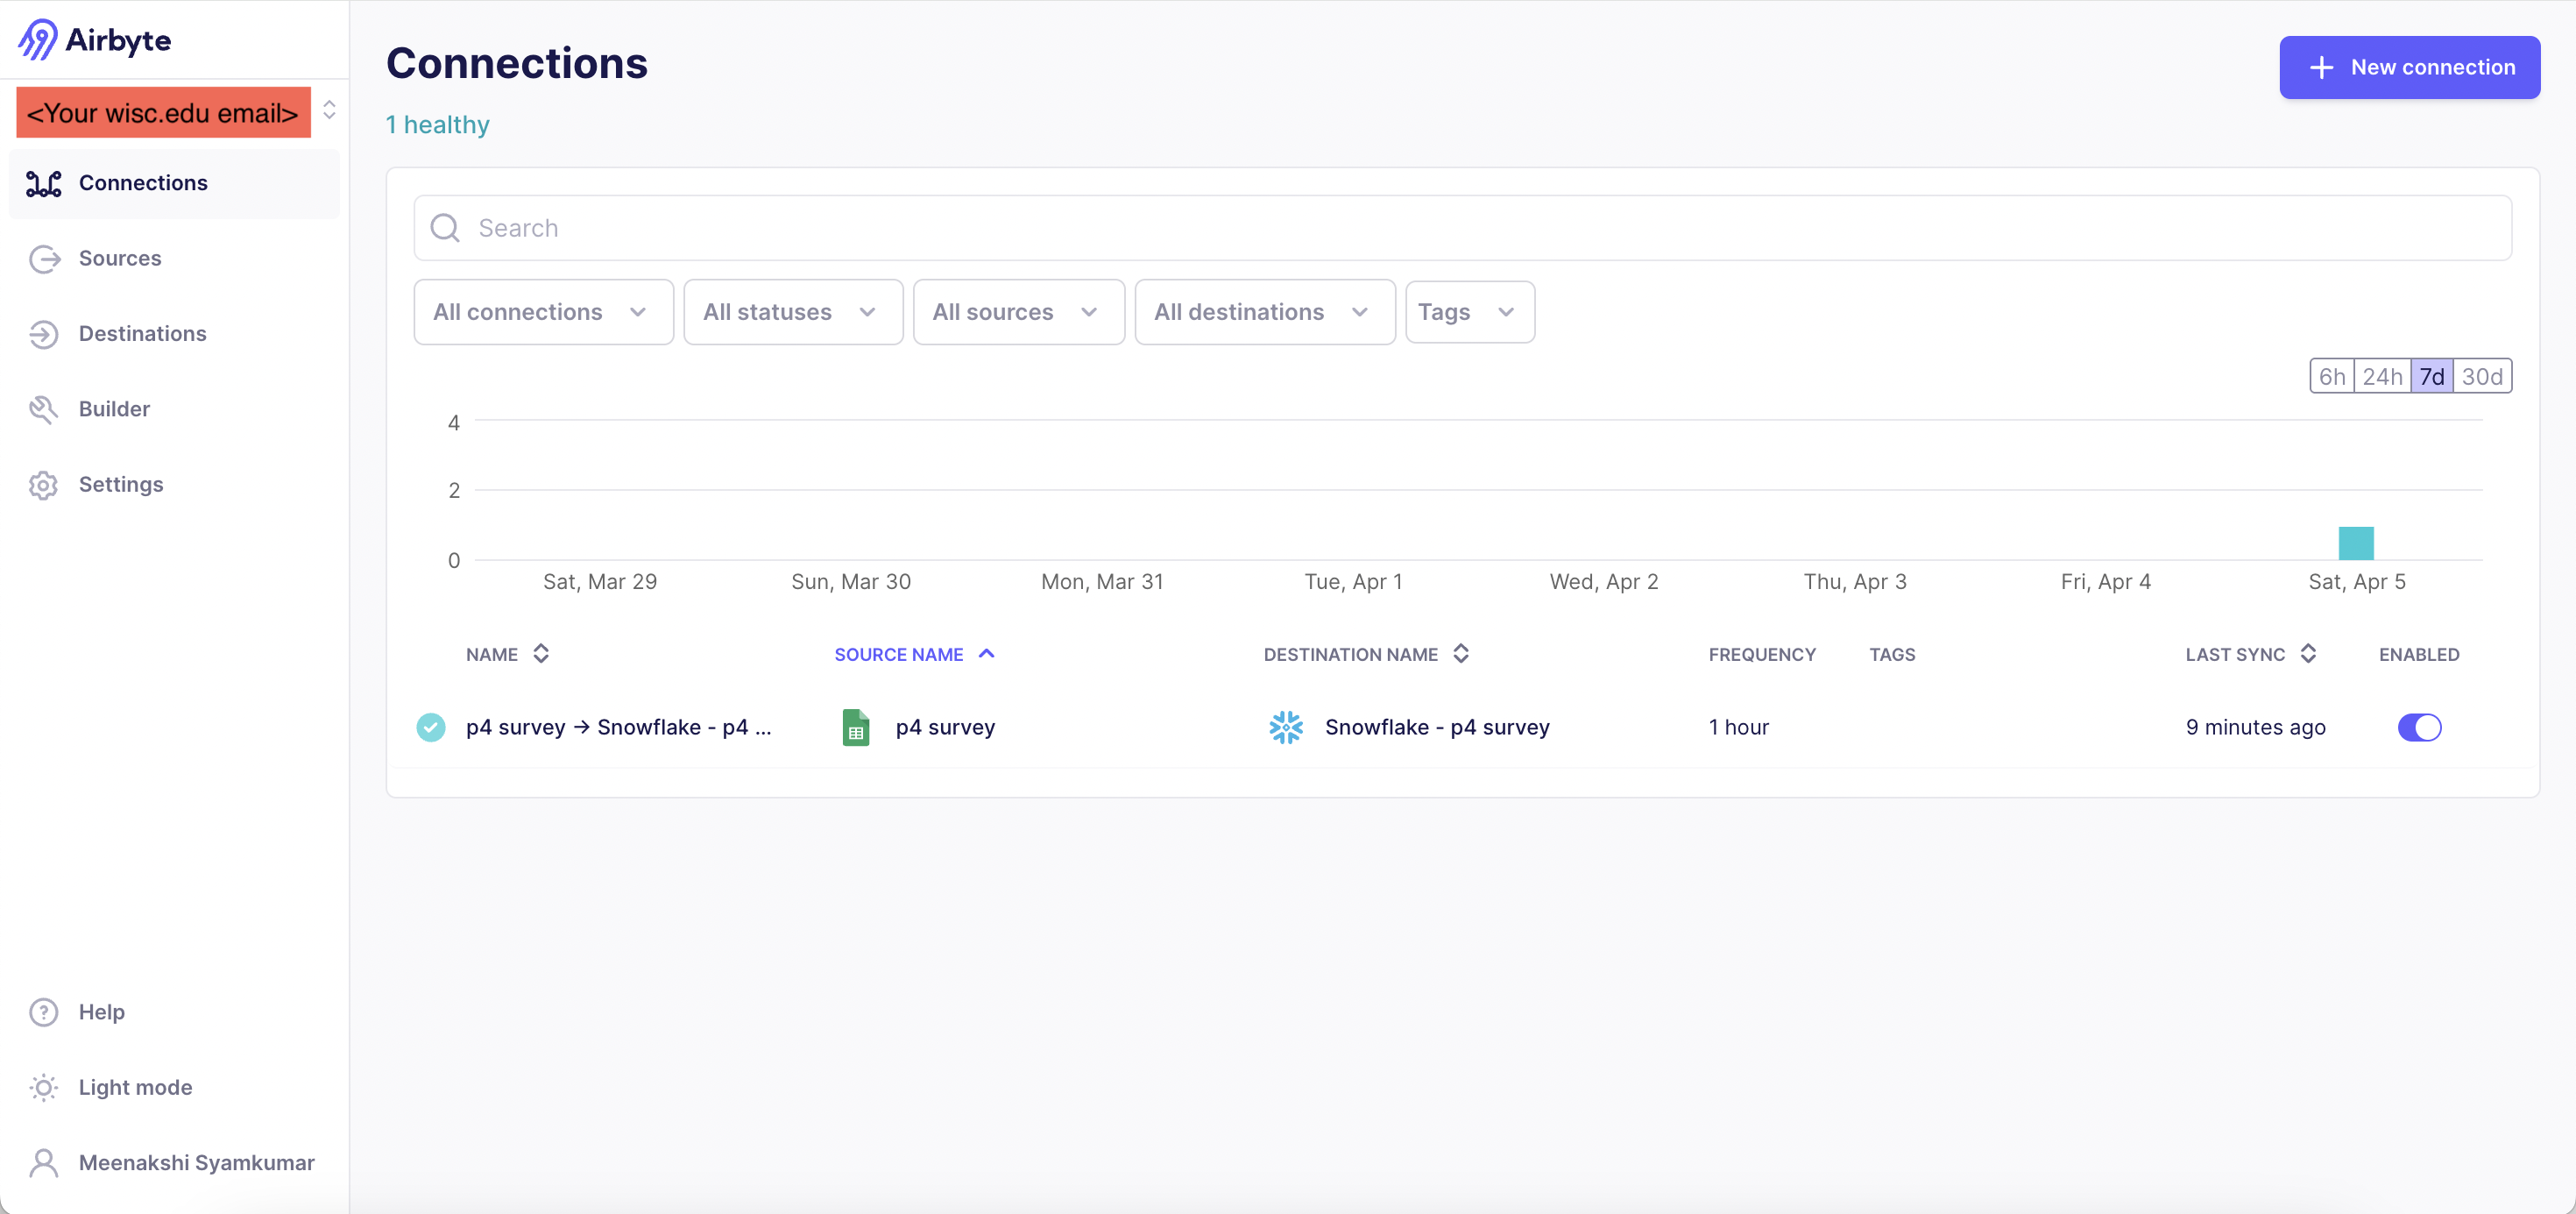 Airbyte
<Your wisc.edu email>
Connections
Sources
Destinations
Builder
Settings
Help
Light mode
Meenakshi Syamkumar
Connections
New connection
1 healthy
Search
All connections All statuses All sources All destinations Tags
6h 24h 7d 30d
4
2
0
Sat, Mar 29 Sun, Mar 30 Mon, Mar 31 Tue, Apr 1 Wed, Apr 2 Thu, Apr 3 Fri, Apr 4 Sat, Apr 5
NAME SOURCE NAME DESTINATION NAME FREQUENCY TAGS LAST SYNC ENABLED
p4 survey → Snowflake - p4 ... p4 survey Snowflake - p4 survey 1 hour 9 minutes ago